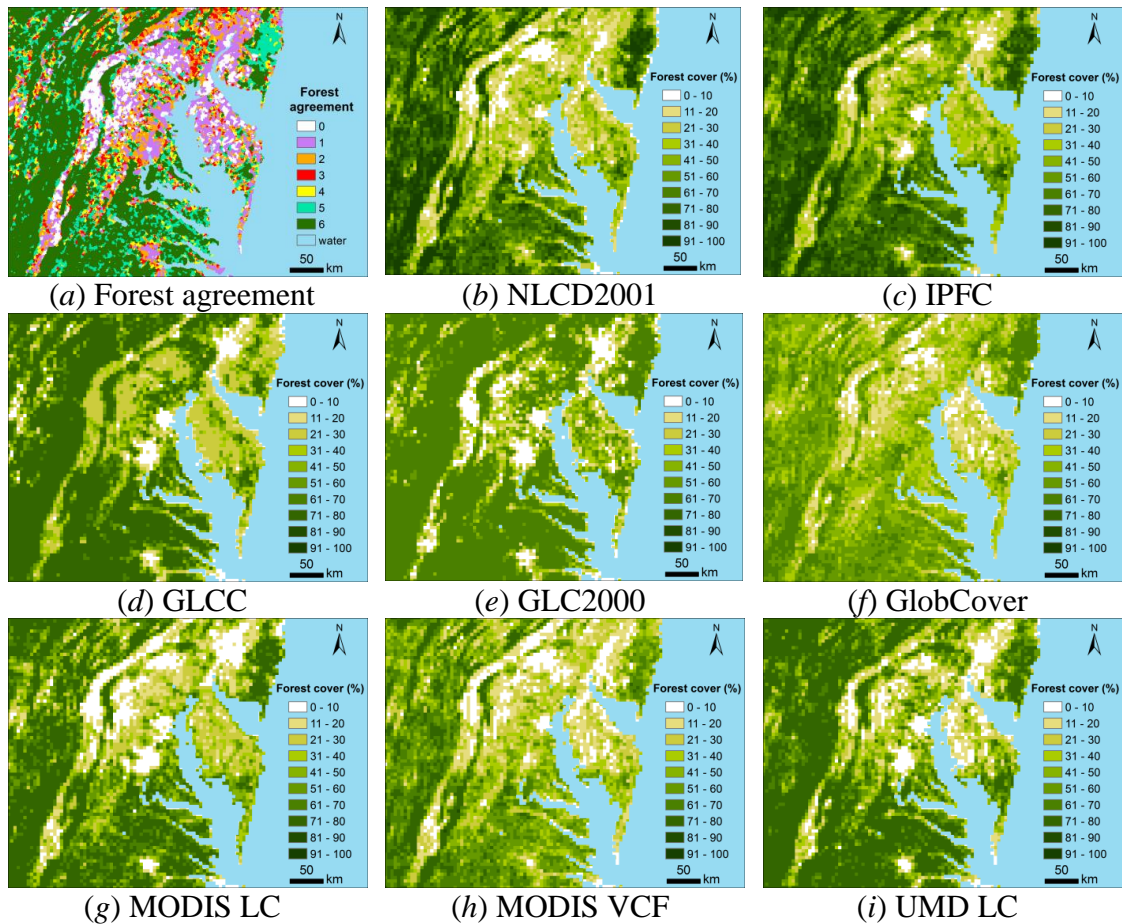 N
Forest
agreement
0
1
2
3
4
5
6
water
50
km
(a) Forest agreement
N
Forest cover (%)
0 - 10
11 - 20
21 - 30
31 - 40
41 - 50
51 - 60
61 - 70
71 - 80
81 - 90
91 - 100
50
km
(b) NLCD2001
N
Forest cover (%)
0 - 10
11 - 20
21 - 30
31 - 40
41 - 50
51 - 60
61 - 70
71 - 80
81 - 90
91 - 100
50
km
(c) IPFC
N
Forest cover (%)
0 - 10
11 - 20
21 - 30
31 - 40
41 - 50
51 - 60
61 - 70
71 - 80
81 - 90
91 - 100
50
km
(d) GLCC
N
Forest cover (%)
0 - 10
11 - 20
21 - 30
31 - 40
41 - 50
51 - 60
61 - 70
71 - 80
81 - 90
91 - 100
50
km
(e) GLC2000
N
Forest cover (%)
0 - 10
11 - 20
21 - 30
31 - 40
41 - 50
51 - 60
61 - 70
71 - 80
81 - 90
91 - 100
50
km
(f) GlobCover
N
Forest cover (%)
0 - 10
11 - 20
21 - 30
31 - 40
41 - 50
51 - 60
61 - 70
71 - 80
81 - 90
91 - 100
50
km
(g) MODIS LC
N
Forest cover (%)
0 - 10
11 - 20
21 - 30
31 - 40
41 - 50
51 - 60
61 - 70
71 - 80
81 - 90
91 - 100
50
km
(h) MODIS VCF
N
Forest cover (%)
0 - 10
11 - 20
21 - 30
31 - 40
41 - 50
51 - 60
61 - 70
71 - 80
81 - 90
91 - 100
50
km
(i) UMD LC